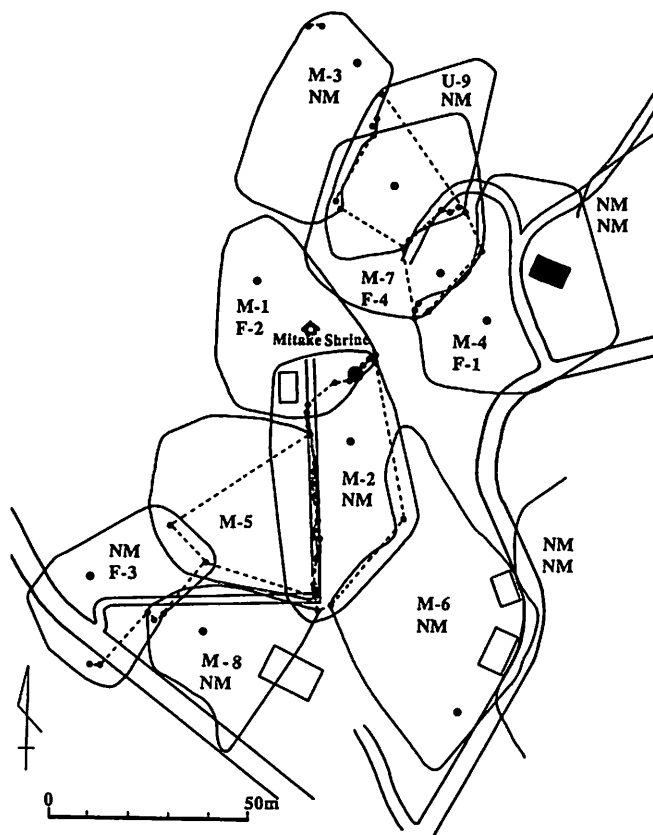 M-3
NM
U-9
NM
NM
NM
M-7
F-4
M-1
F-2
Mitake Shrine
M-4
F-1
M-2
NM
M-5
NM
F-3
NM
NM
M-6
NM
M-8
NM
0
50m